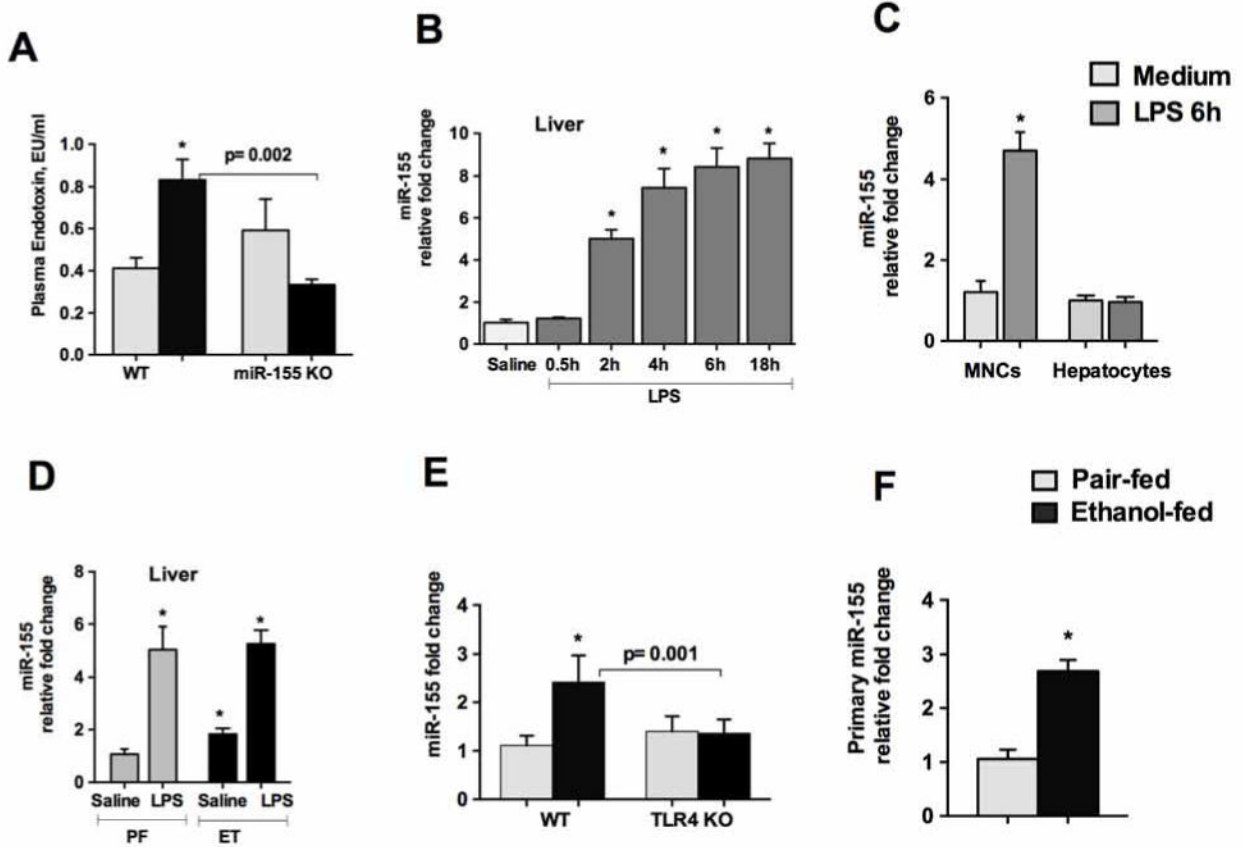 A
Plasma Endotoxin, EU/ml
1.0
0.8
0.6
0.4
0.2
0.0
*
p= 0.002
WT
miR-155 KO
B
Liver
miR-155
relative fold change
10
8
6
4
2
0
*
*
*
*
Saline 0.5h 2h 4h 6h 18h
LPS
C
Medium
LPS 6h
miR-155
relative fold change
6
4
2
0
*
MNCs Hepatocytes
D
Liver
miR-155
relative fold change
8
6
4
2
0
*
*
*
Saline LPS Saline LPS
PF ET
E
miR-155 fold change
4
3
2
1
0
*
p= 0.001
WT TLR4 KO
F
Pair-fed
Ethanol-fed
Primary miR-155
relative fold change
4
3
2
1
0
*